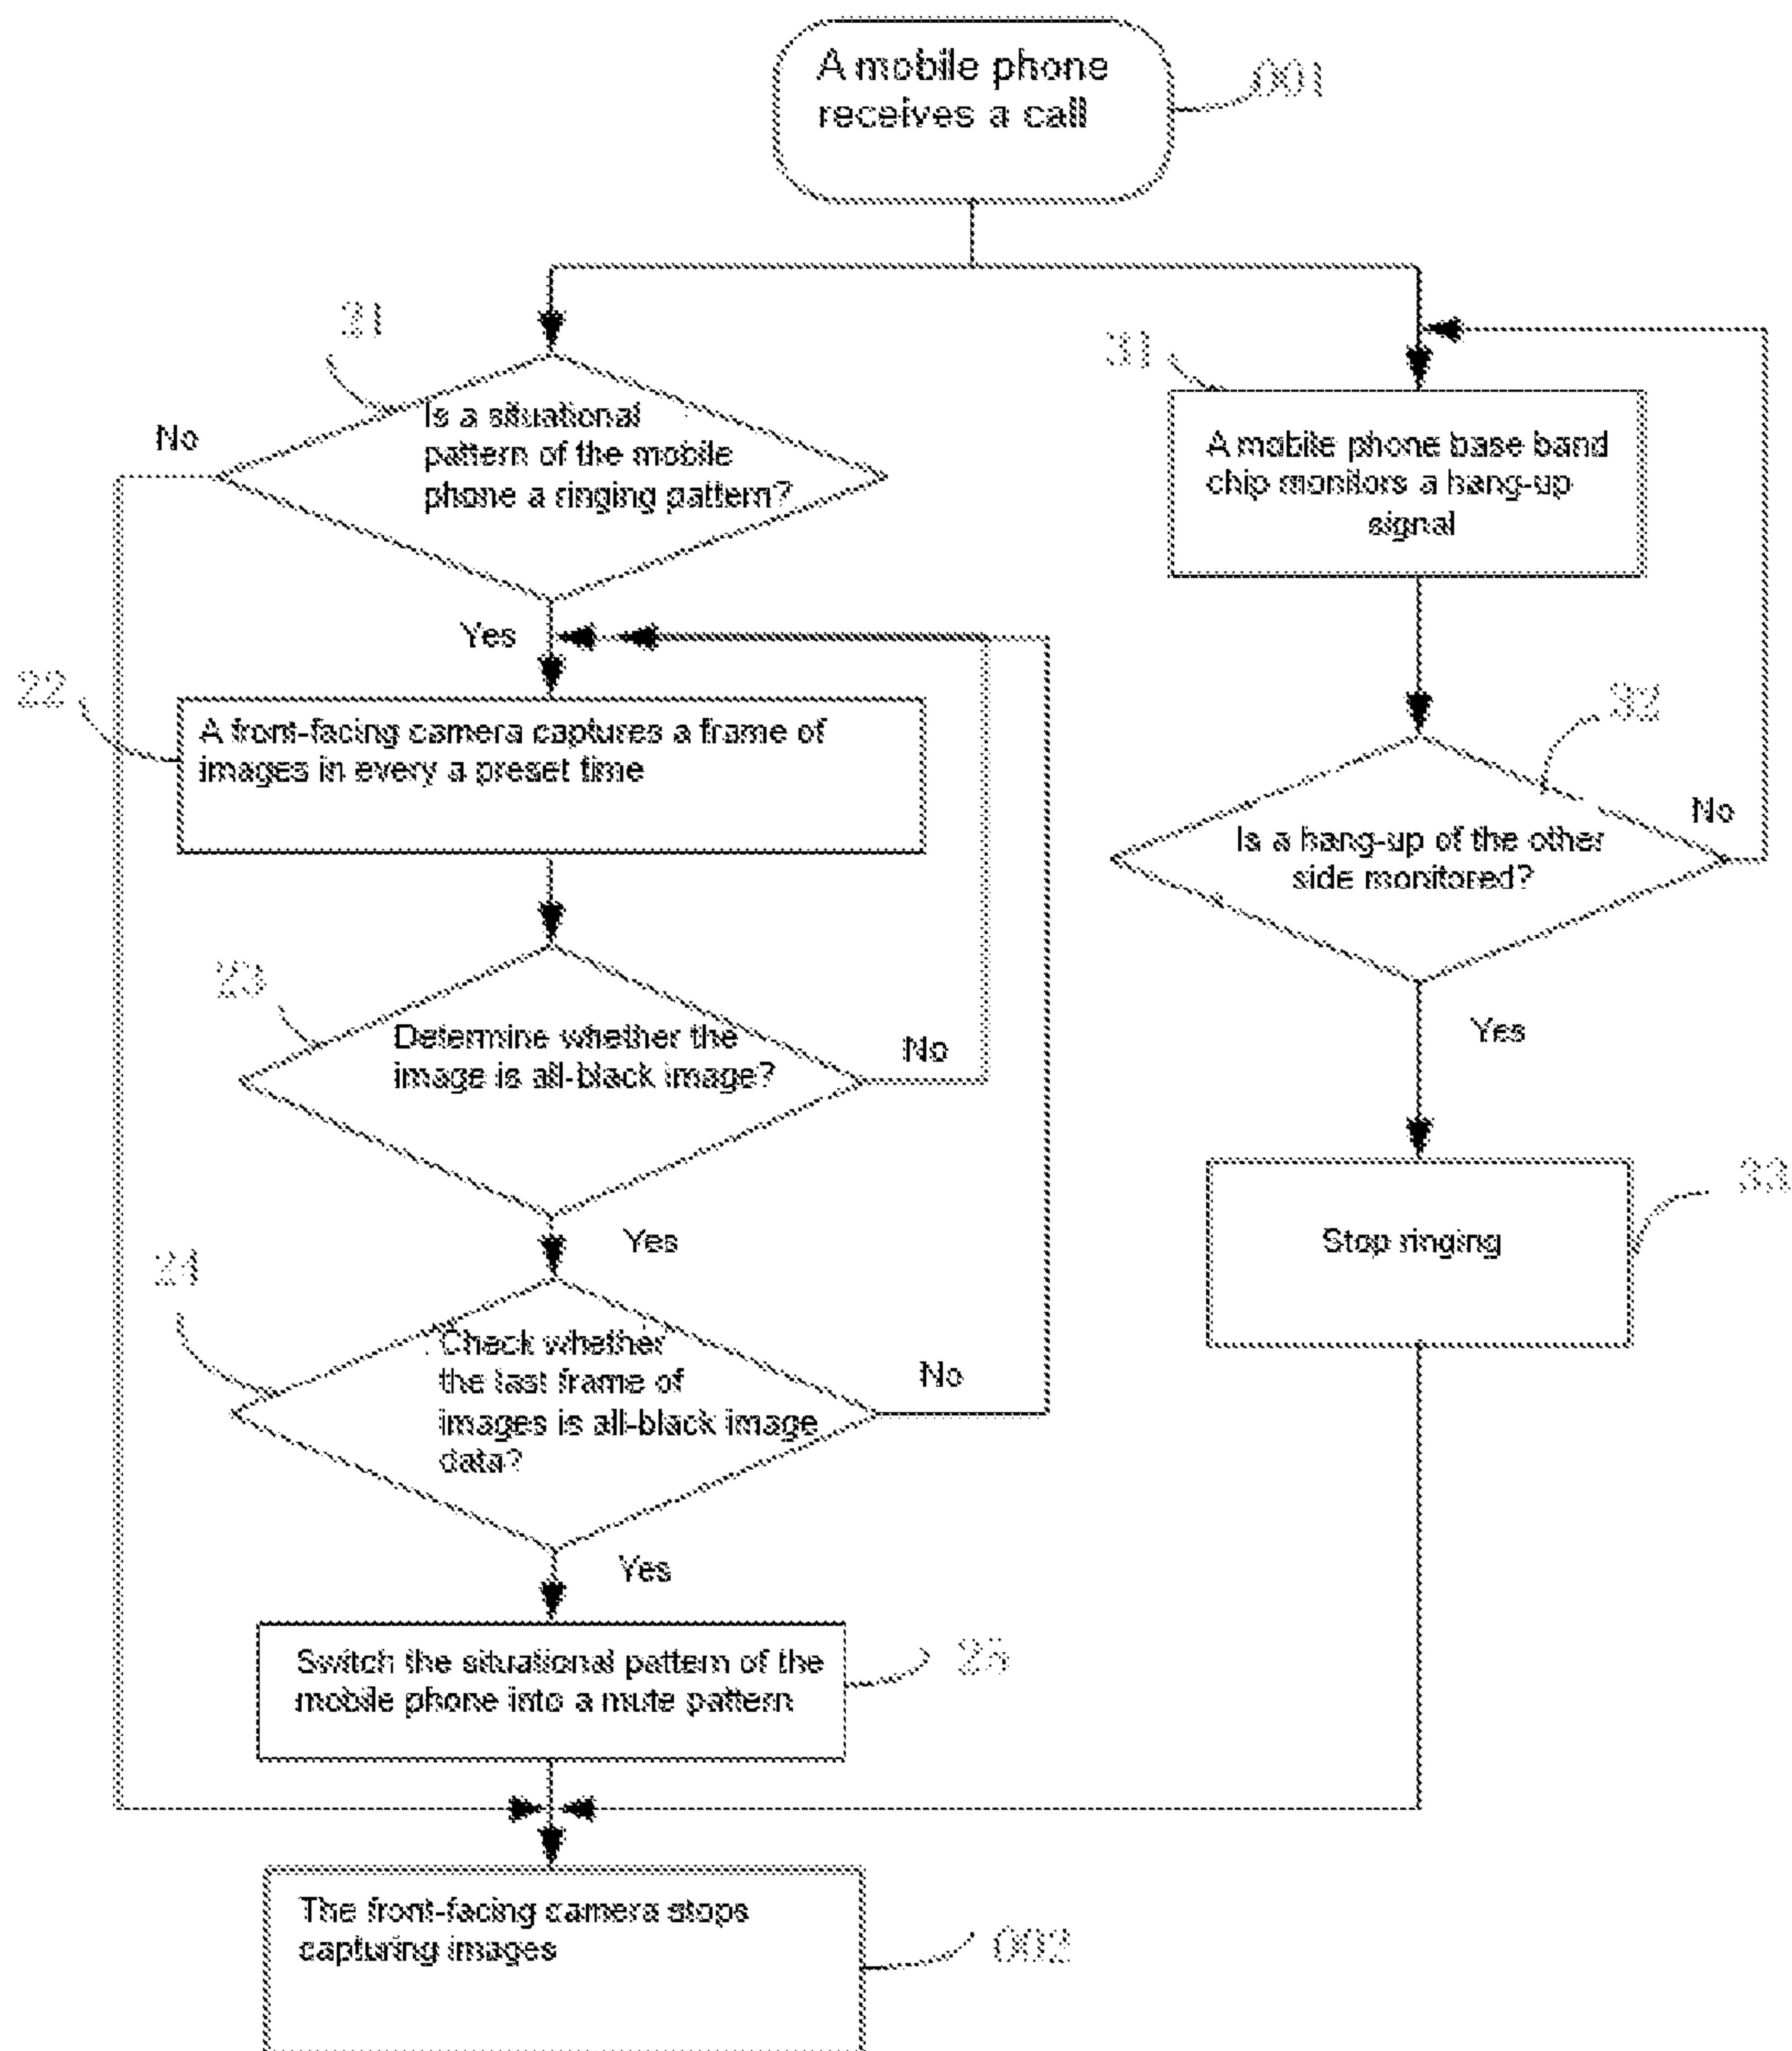 A mobile phone
receives a call
001
21
31
No
Is a situational
pattern of the mobile
phone a ringing pattern?
A mobile phone base band
chip monitors a hang-up
signal
Yes
22
A front-facing camera captures a frame of
images in every a preset time
32
No
Is a hang-up of the other
side monitored?
23
Determine whether the
image is all-black image?
No
Yes
33
Stop ringing
Yes
24
Check whether
the last frame of
images is all-black image
data?
No
Yes
Switch the situational pattern of the
mobile phone into a mute pattern
25
The front-facing camera stops
capturing images
002